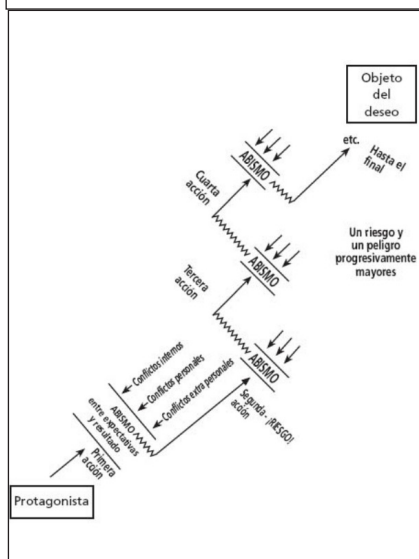 Objeto
del
deseo
etc.
Hasta el
final
ABISMO
Cuarta
acción
Un riesgo y
un peligro
progresivamente
mayores
ABISMO
Tercera
acción
ABISMO
Conflictos internos
Conflictos personales
Conflictos extra personales
Segunda - ¡RIESGO!
acción
ABISMO
entre expectativas
y resultado
Primera
acción
Protagonista